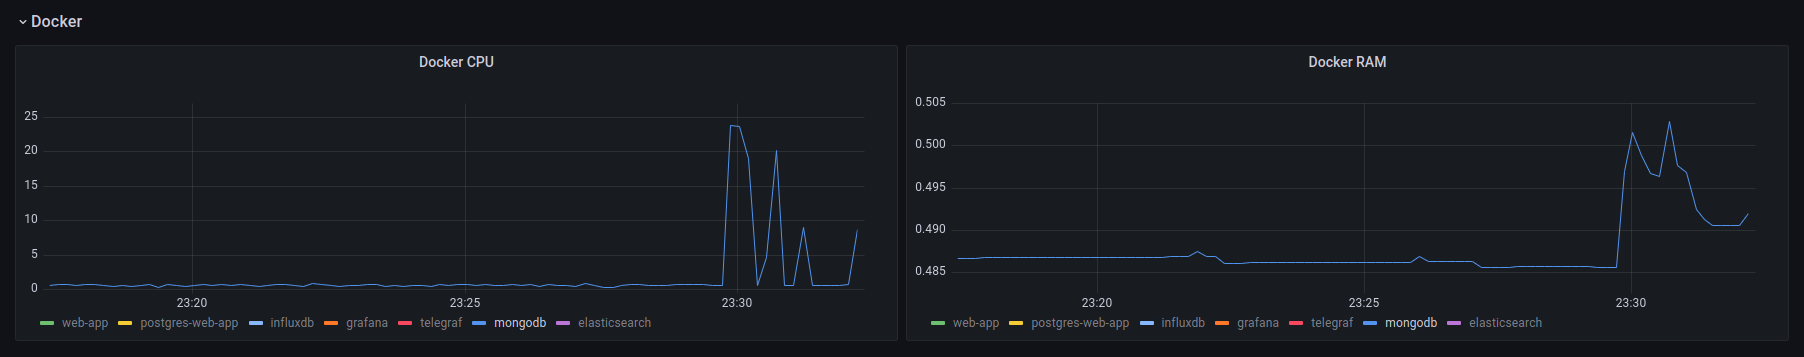 Docker
Docker CPU
25
20
15
10
5
0
23:20 23:25 23:30
web-app postgres-web-app influxdb grafana telegraf mongodb elasticsearch
Docker RAM
0.505
0.500
0.495
0.490
0.485
23:20 23:25 23:30
web-app postgres-web-app influxdb grafana telegraf mongodb elasticsearch